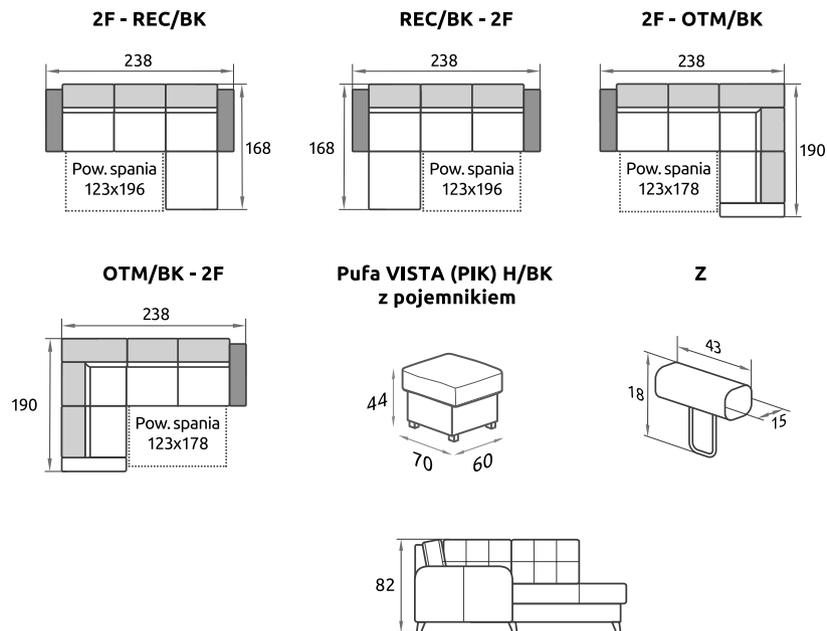 2F - REC/BK
238
168
Pow. spania
123x196
REC/BK - 2F
238
168
Pow. spania
123x196
2F - OTM/BK
238
190
Pow. spania
123x178
OTM/BK - 2F
238
190
Pow. spania
123x178
Pufa VISTA (PIK) H/BK
z pojemnikiem
44
70
60
Z
43
18
15
82